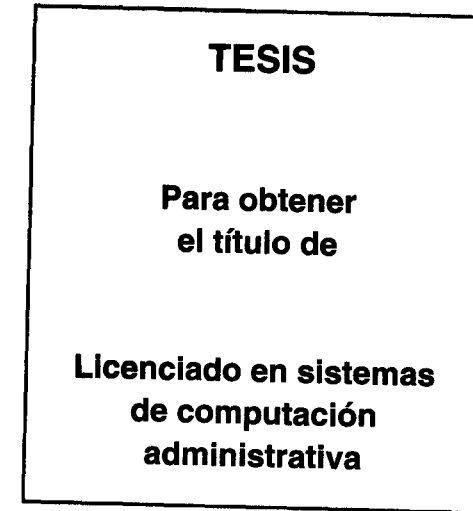 TESIS
Para obtener
el título de
Licenciado en sistemas
de computación
administrativa